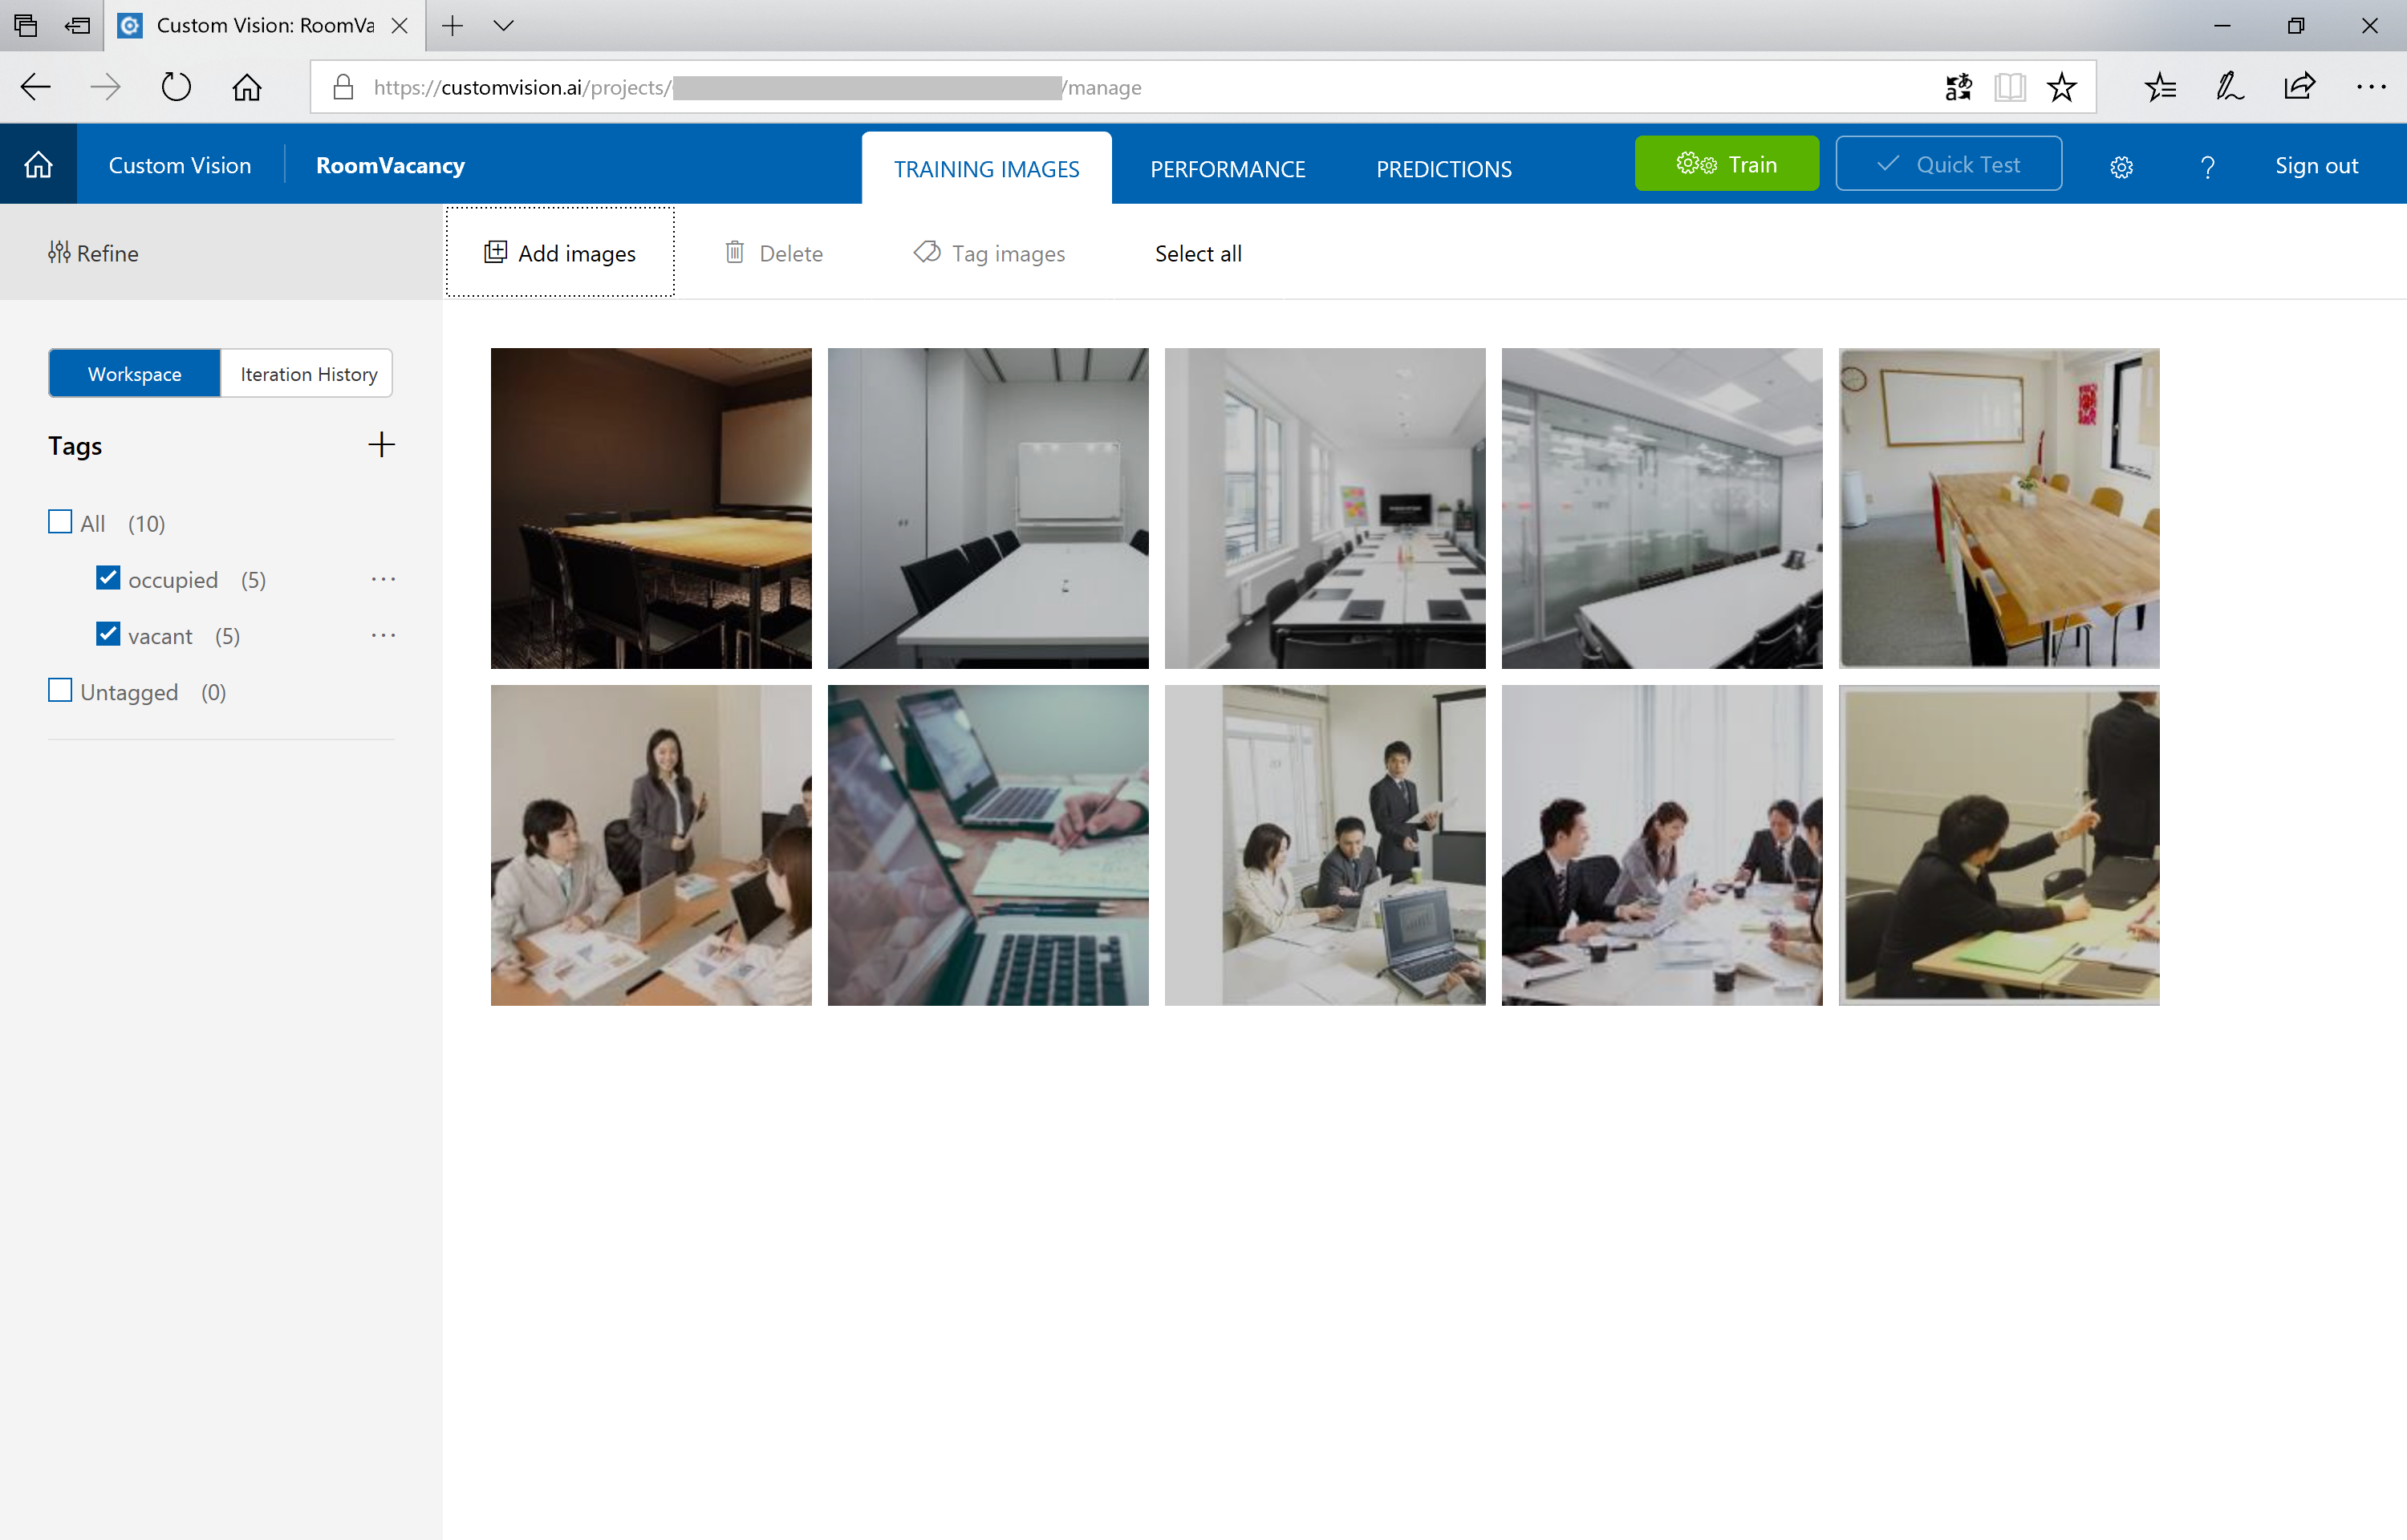 Custom Vision: RoomVa
https://customvision.ai/projects/
/manage
Custom Vision
RoomVacancy
TRAINING IMAGES
PERFORMANCE
PREDICTIONS
Train
Quick Test
?
Sign out
Refine
Add images
Delete
Tag images
Select all
Workspace
Iteration History
Tags
All (10)
occupied (5)
vacant (5)
Untagged (0)